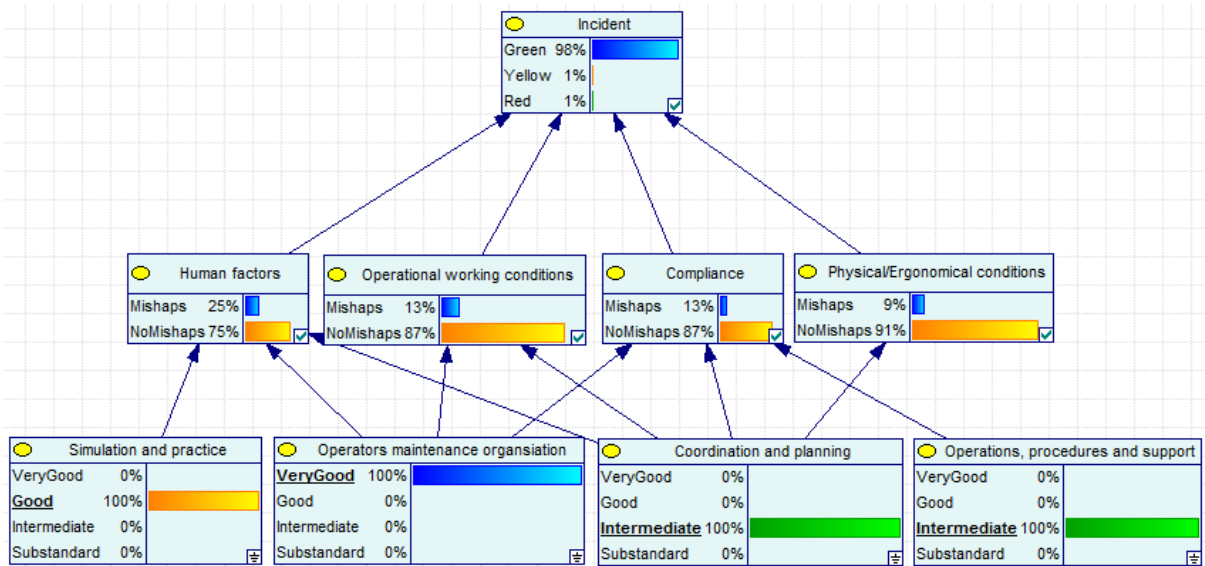 Incident
Green 98%
Yellow 1%
Red 1%
Human factors
Mishaps 25%
NoMishaps 75%
Operational working conditions
Mishaps 13%
NoMishaps 87%
Compliance
Mishaps 13%
NoMishaps 87%
Physical/Ergonomical conditions
Mishaps 9%
NoMishaps 91%
Simulation and practice
VeryGood 0%
Good 100%
Intermediate 0%
Substandard 0%
Operators maintenance organsiation
VeryGood 100%
Good 0%
Intermediate 0%
Substandard 0%
Coordination and planning
VeryGood 0%
Good 0%
Intermediate 100%
Substandard 0%
Operations, procedures and support
VeryGood 0%
Good 0%
Intermediate 100%
Substandard 0%